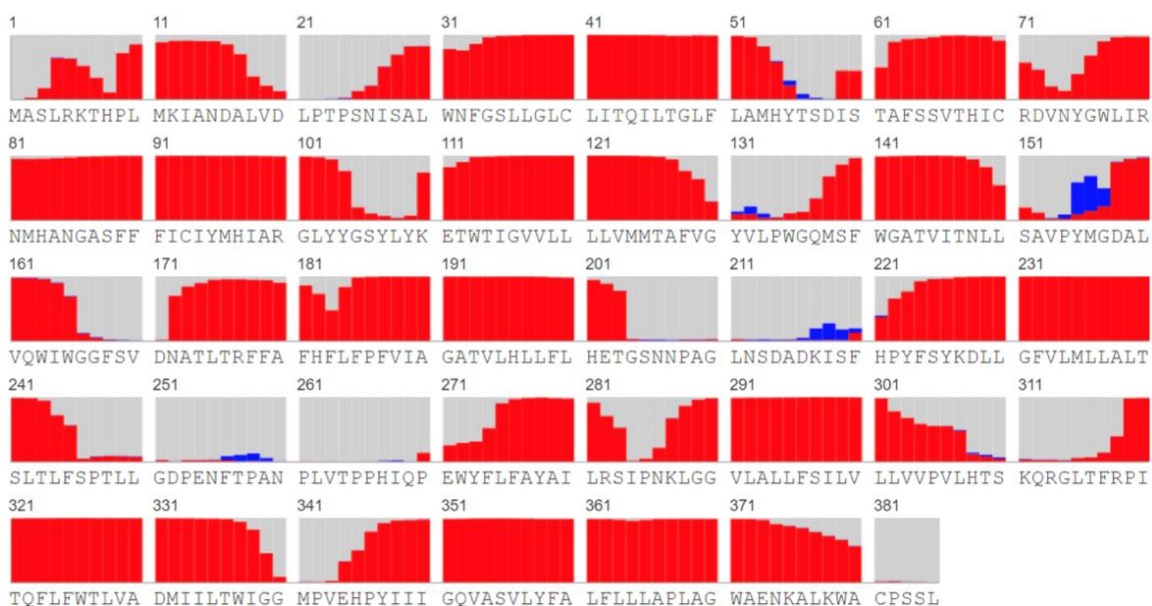 1 11 21 31 41 51 61 71
MASLRKTHPL MKIANDALVD LPTPSNISAL WNFGSLLGLC LITQILTGLF LAMHYTSDIS TAFSSVTHIC RDVNYGWLIR
81 91 101 111 121 131 141 151
NMHANGASFF FICIYMHIAR GLYYGSYLYK ETWTIGVVLL LLVMMTAFVG YVLPWGQMSF WGATVITNLL SAVPYMGDAL
161 171 181 191 201 211 221 231
VQWIWGGFSV DNATLTRFFA FHFLFPFVIA GATVLHLLFL HETGSNNPAG LNSDADKISF HPYFSYKDLL GFVLMLLALT
241 251 261 271 281 291 301 311
SLTLFSPTLL GDPENFTPAN PLVTPPHIQP EWYFLFAYAI LRSIPNKLGG VLALLFSILV LLVVPVLHTS KQRGLTFRPI
321 331 341 351 361 371 381
TQFLFWTLVA DMIILTWIGG MPVEHPYIII GQVASVLYFA LFLLLAPLAG WAENKALKWA CPSSL